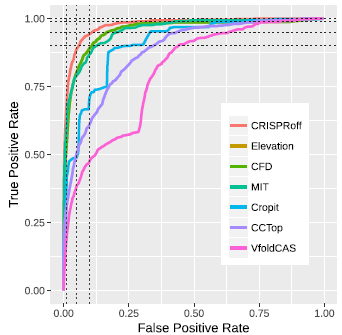 1.00
0.75
0.50
0.25
0.00
True Positive Rate
CRISPRoff
Elevation
CFD
MIT
Cropit
CCTop
VfoldCAS
0.00 0.25 0.50 0.75 1.00
False Positive Rate